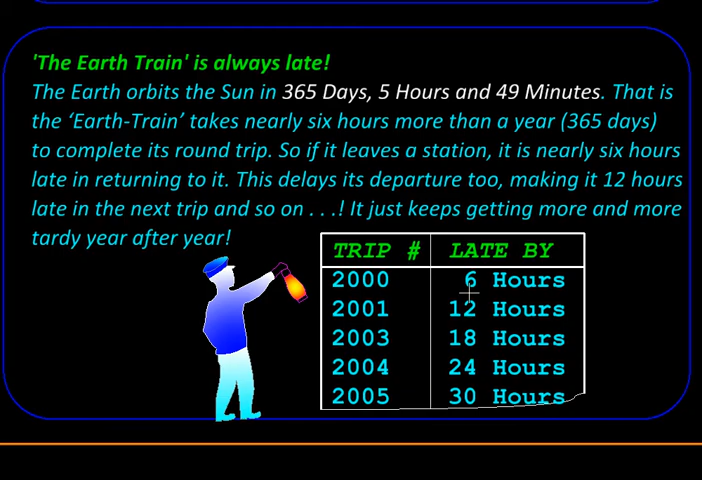 'The Earth Train' is always late!
The Earth orbits the Sun in 365 Days, 5 Hours and 49 Minutes. That is
the ‘Earth-Train’ takes nearly six hours more than a year (365 days)
to complete its round trip. So if it leaves a station, it is nearly six hours
late in returning to it. This delays its departure too, making it 12 hours
late in the next trip and so on . . .! It just keeps getting more and more
tardy year after year!
TRIP # LATE BY
2000 6 Hours
2001 12 Hours
2003 18 Hours
2004 24 Hours
2005 30 Hours